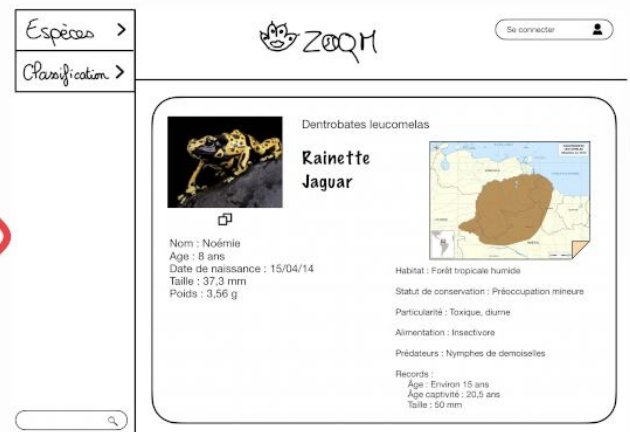 Espèces >
Classification >
ZOOM
Se connecter
Dentrobates leucomelas
Rainette
Jaguar
Nom : Noémie
Age : 8 ans
Date de naissance : 15/04/14
Taille : 37,3 mm
Poids : 3,56 g
Habitat : Forêt tropicale humide
Statut de conservation : Préoccupation mineure
Particularité : Toxique, diurne
Alimentation : Insectivore
Prédateurs : Nymphes de demoiselles
Records :
Âge : Environ 15 ans
Âge captivité : 20,5 ans
Taille : 50 mm